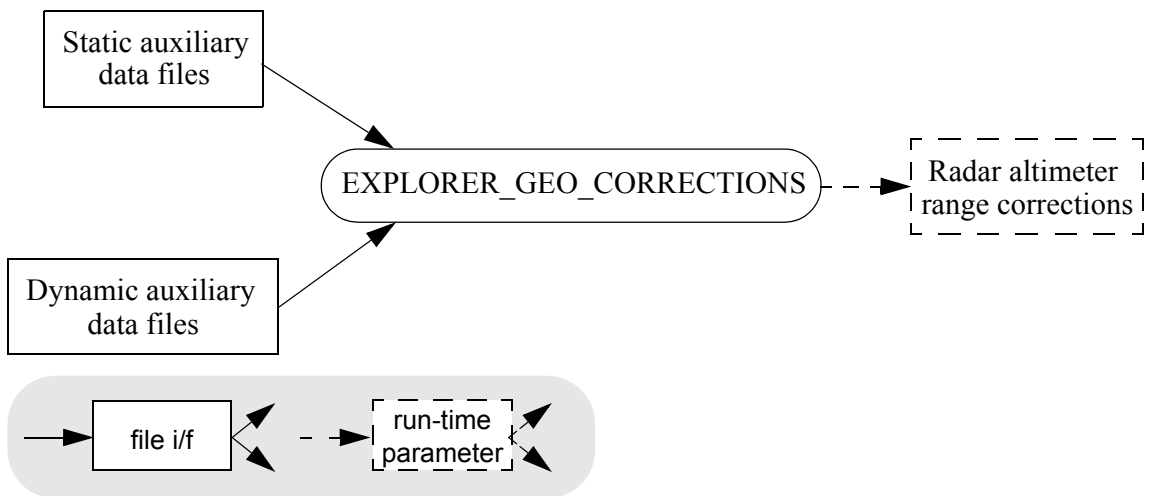 Static auxiliary
data files
EXPLORER_GEO_CORRECTIONS
Radar altimeter
range corrections
Dynamic auxiliary
data files
file i/f
run-time
parameter